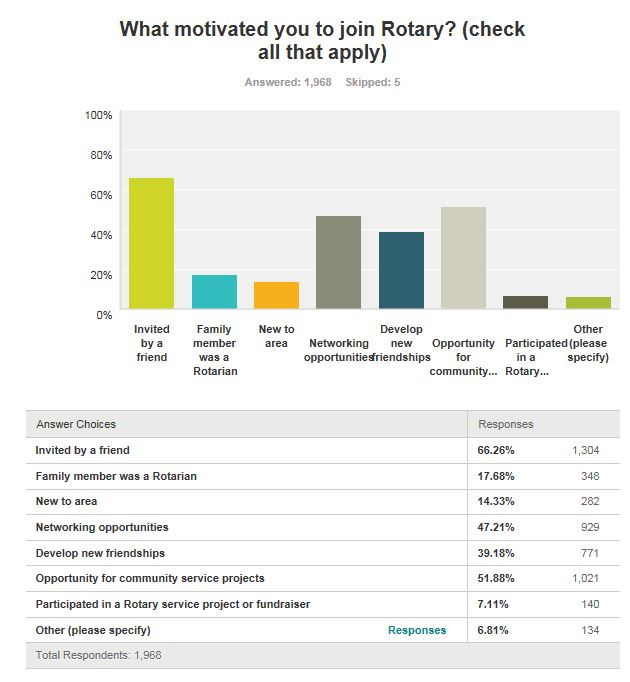 What motivated you to join Rotary? (check
all that apply)
Answered: 1,968 Skipped: 5
100%
80%
60%
40%
20%
0%
Invited
by a
friend
Family
member
was a
Rotarian
New to
area
Networking
opportunities
Develop
new
friendships
Opportunity
for
community...
Participated
in a
Rotary...
Other
(please
specify)
Answer Choices Responses
Invited by a friend 66.26% 1,304
Family member was a Rotarian 17.68% 348
New to area 14.33% 282
Networking opportunities 47.21% 929
Develop new friendships 39.18% 771
Opportunity for community service projects 51.88% 1,021
Participated in a Rotary service project or fundraiser 7.11% 140
Other (please specify) Responses 6.81% 134
Total Respondents: 1,968